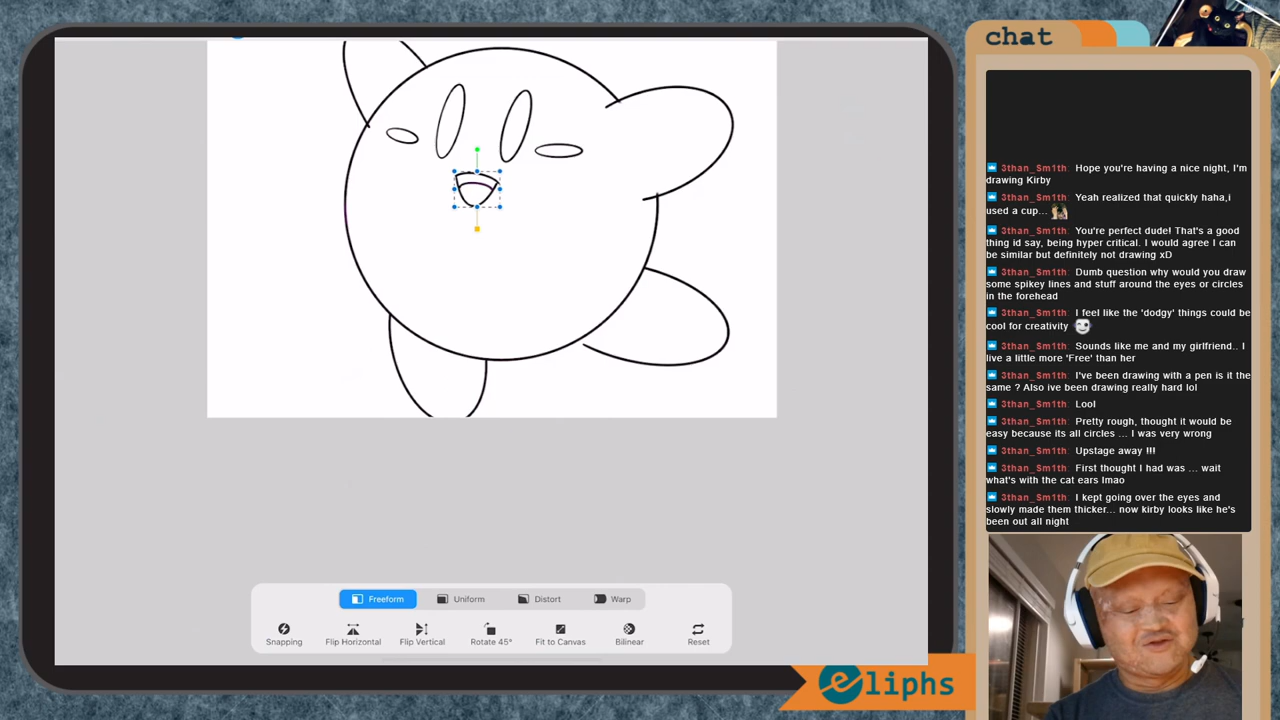 chat
3than_Sm1th: Hope you're having a nice night, I'm
drawing Kirby
3than_Sm1th: Yeah realized that quickly haha,i
used a cup...
3than_Sm1th: You're perfect dude! That's a good
thing id say, being hyper critical. I would agree I can
be similar but definitely not drawing xD
3than_Sm1th: Dumb question why would you draw
some spikey lines and stuff around the eyes or circles
in the forehead
3than_Sm1th: I feel like the 'dodgy' things could be
cool for creativity
3than_Sm1th: Sounds like me and my girlfriend.. I
live a little more 'Free' than her
3than_Sm1th: I've been drawing with a pen is it the
same ? Also ive been drawing really hard lol
3than_Sm1th: Lool
3than_Sm1th: Pretty rough, thought it would be
easy because its all circles ... I was very wrong
3than_Sm1th: Upstage away !!!
3than_Sm1th: First thought I had was ... wait
what's with the cat ears lmao
3than_Sm1th: I kept going over the eyes and
slowly made them thicker... now kirby looks like he's
been out all night
Freeform Uniform Distort Warp
Snapping Flip Horizontal Flip Vertical Rotate 45° Fit to Canvas Bilinear Reset
eliphs